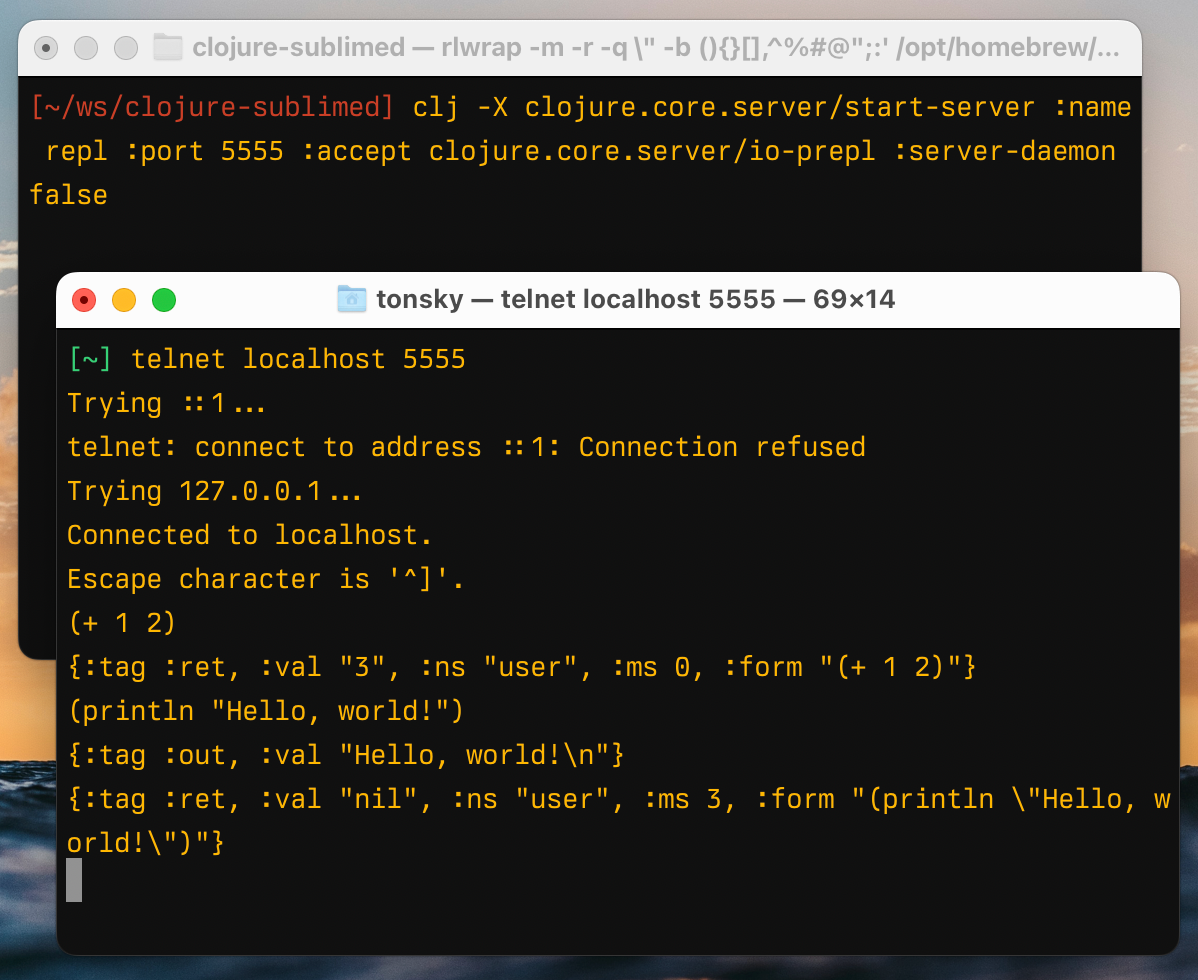 clojure-sublimed — rlwrap -m -r -q \" -b (){}[],^%#@";:' /opt/homebrew/...
[~/ws/clojure-sublimed] clj -X clojure.core.server/start-server :name
repl :port 5555 :accept clojure.core.server/io-prepl :server-daemon
false
tonsky — telnet localhost 5555 — 69×14
[~] telnet localhost 5555
Trying ::1...
telnet: connect to address ::1: Connection refused
Trying 127.0.0.1...
Connected to localhost.
Escape character is '^]'.
(+ 1 2)
{:tag :ret, :val "3", :ns "user", :ms 0, :form "(+ 1 2)"}
(println "Hello, world!")
{:tag :out, :val "Hello, world!\n"}
{:tag :ret, :val "nil", :ns "user", :ms 3, :form "(println \"Hello, w
orld!\")"}